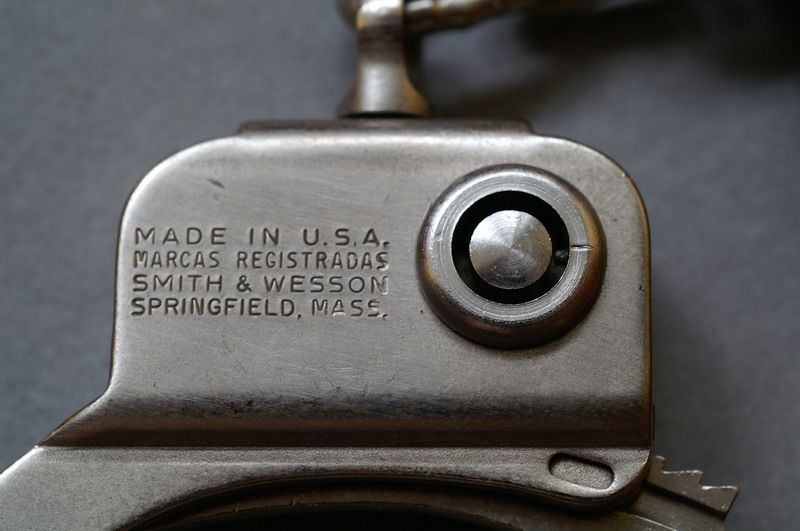 MADE IN U.S.A.
MARCAS REGISTRADAS
SMITH & WESSON
SPRINGFIELD, MASS.